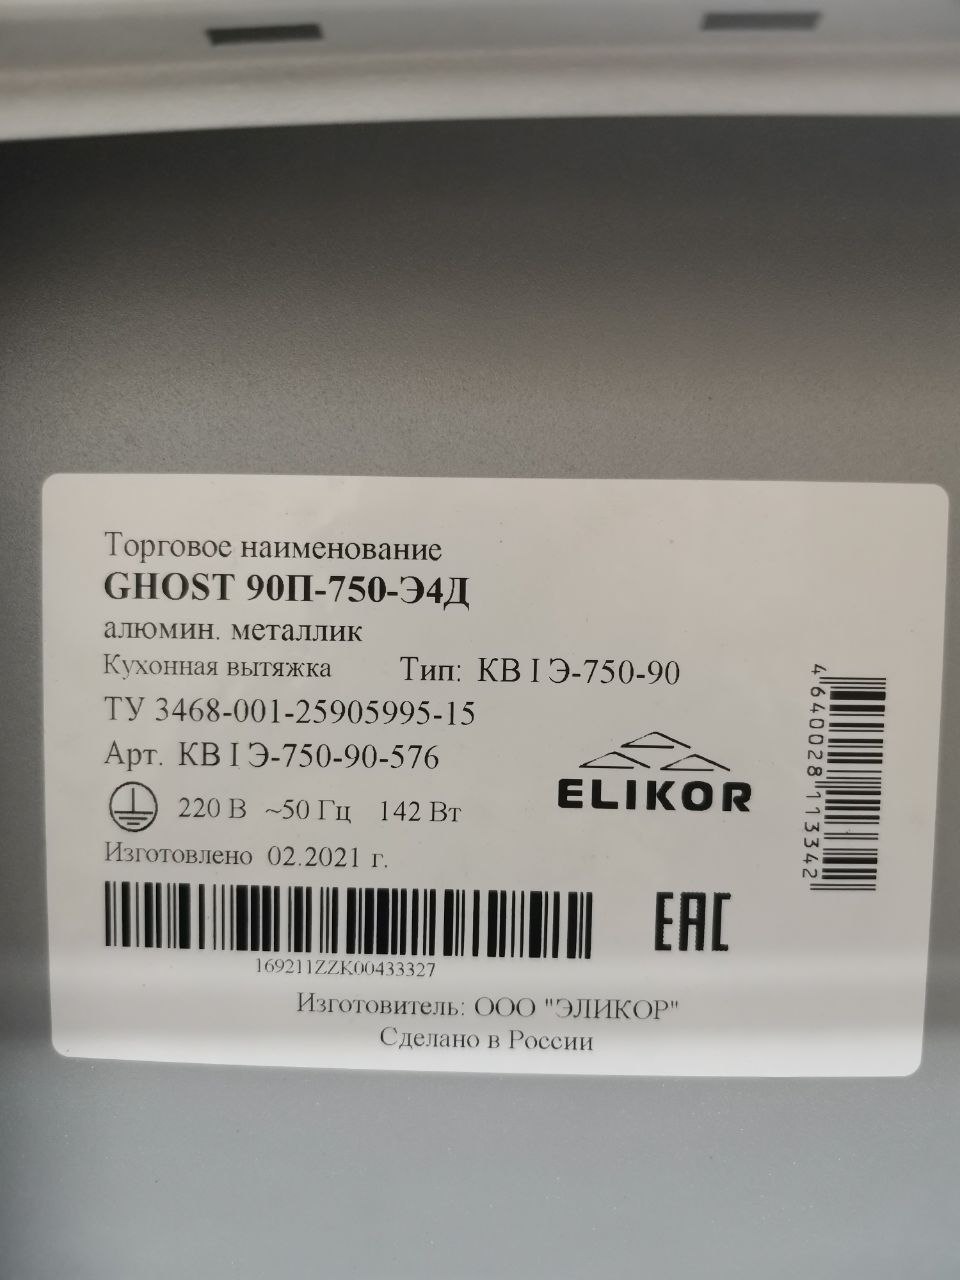 Торговое наименование
GHOST 90П-750-Э4Д
алюмин. металлик
Кухонная вытяжка Тип: КВ I Э-750-90
ТУ 3468-001-25905995-15
Арт. КВ I Э-750-90-576
ELIKOR
220 В ~50 Гц 142 Вт
Изготовлено 02.2021 г.
169211ZZK00433327
EAC
Изготовитель: ООО "ЭЛИКОР"
Сделано в России
4640028113342